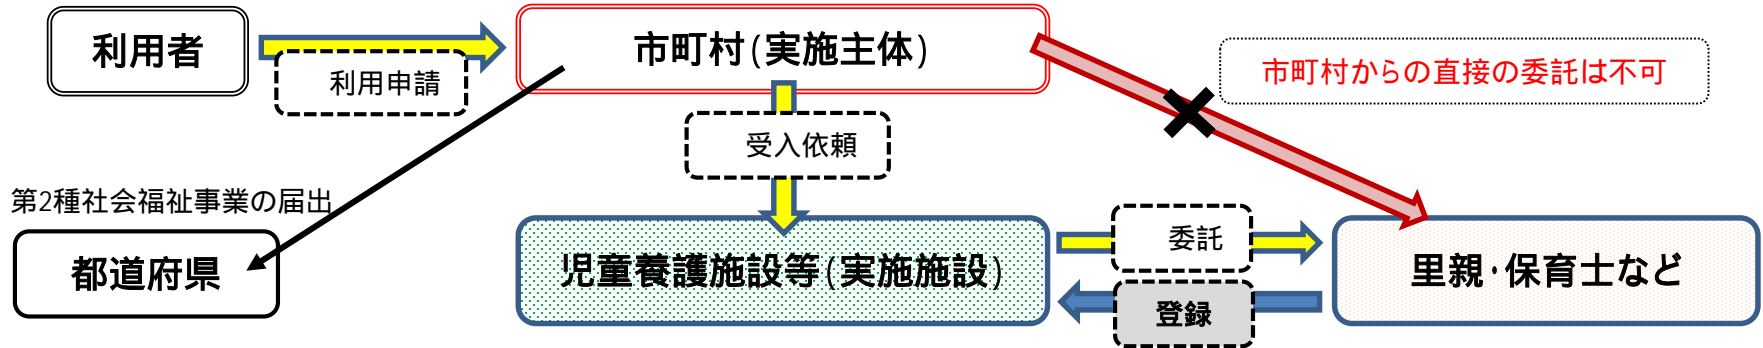 利用者
市町村(実施主体)
市町村からの直接の委託は不可
利用申請
受入依頼
第2種社会福祉事業の届出
都道府県
児童養護施設等(実施施設)
委託
登録
里親・保育士など